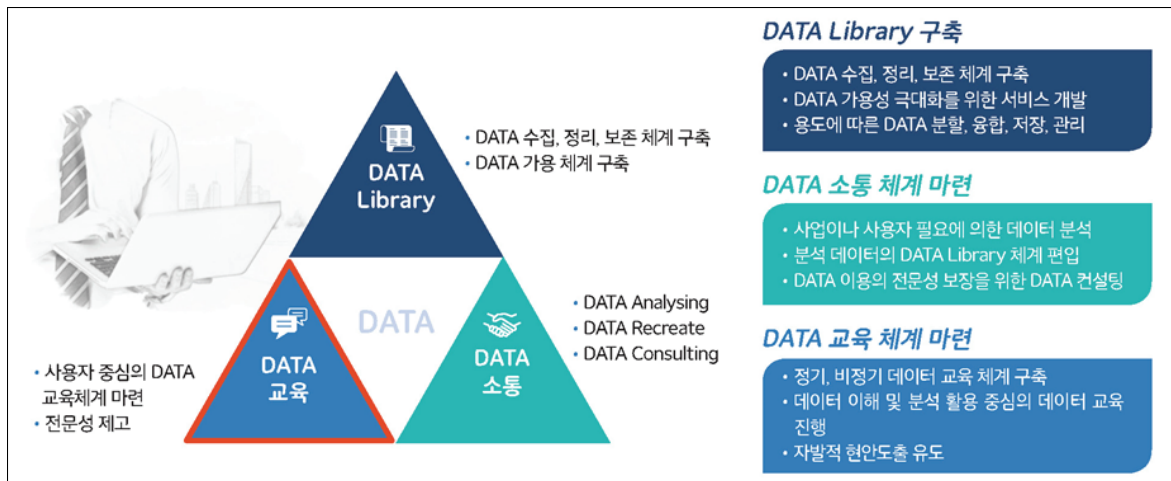 DATA
Library
• DATA 수집, 정리, 보존 체계 구축
• DATA 가용 체계 구축
DATA
교육
• 사용자 중심의 DATA
교육체계 마련
• 전문성 제고
DATA
DATA
소통
• DATA Analysing
• DATA Recreate
• DATA Consulting
DATA Library 구축
• DATA 수집, 정리, 보존 체계 구축
• DATA 가용성 극대화를 위한 서비스 개발
• 용도에 따른 DATA 분할, 융합, 저장, 관리
DATA 소통 체계 마련
• 사업이나 사용자 필요에 의한 데이터 분석
• 분석 데이터의 DATA Library 체계 편입
• DATA 이용의 전문성 보장을 위한 DATA 컨설팅
DATA 교육 체계 마련
• 정기, 비정기 데이터 교육 체계 구축
• 데이터 이해 및 분석 활용 중심의 데이터 교육
진행
• 자발적 현안도출 유도